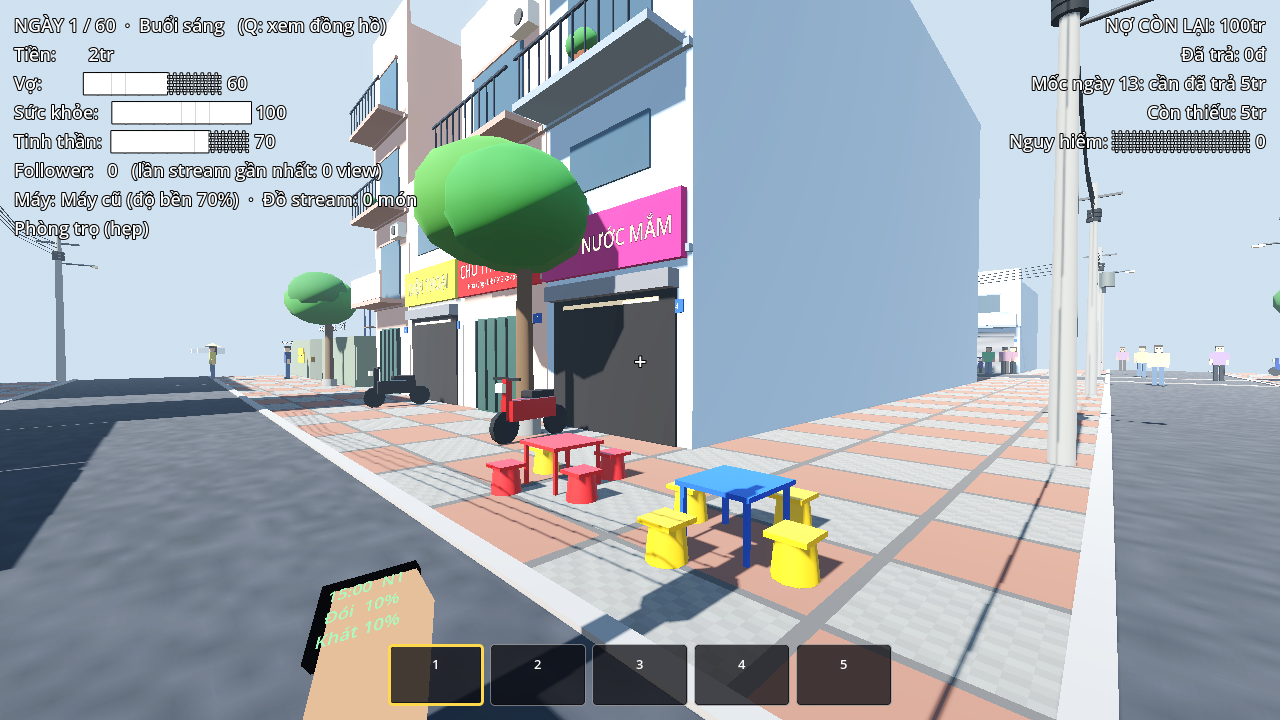 NGÀY 1 / 60 · Buổi sáng (Q: xem đồng hồ)
Tiền: 2tr
Vợ: 60
Sức khỏe: 100
Tinh thần: 70
Follower: 0 (lần stream gần nhất: 0 view)
Máy: Máy cũ (độ bền 70%) · Đồ stream: 0 món
Phòng trọ (hẹp)
NỢ CÒN LẠI: 100tr
Đã trả: 0đ
Mốc ngày 13: cần đã trả 5tr
Còn thiếu: 5tr
Nguy hiểm: 0
NƯỚC MẮM
15:00 N1
Đói 10%
Khát 10%
1 2 3 4 5